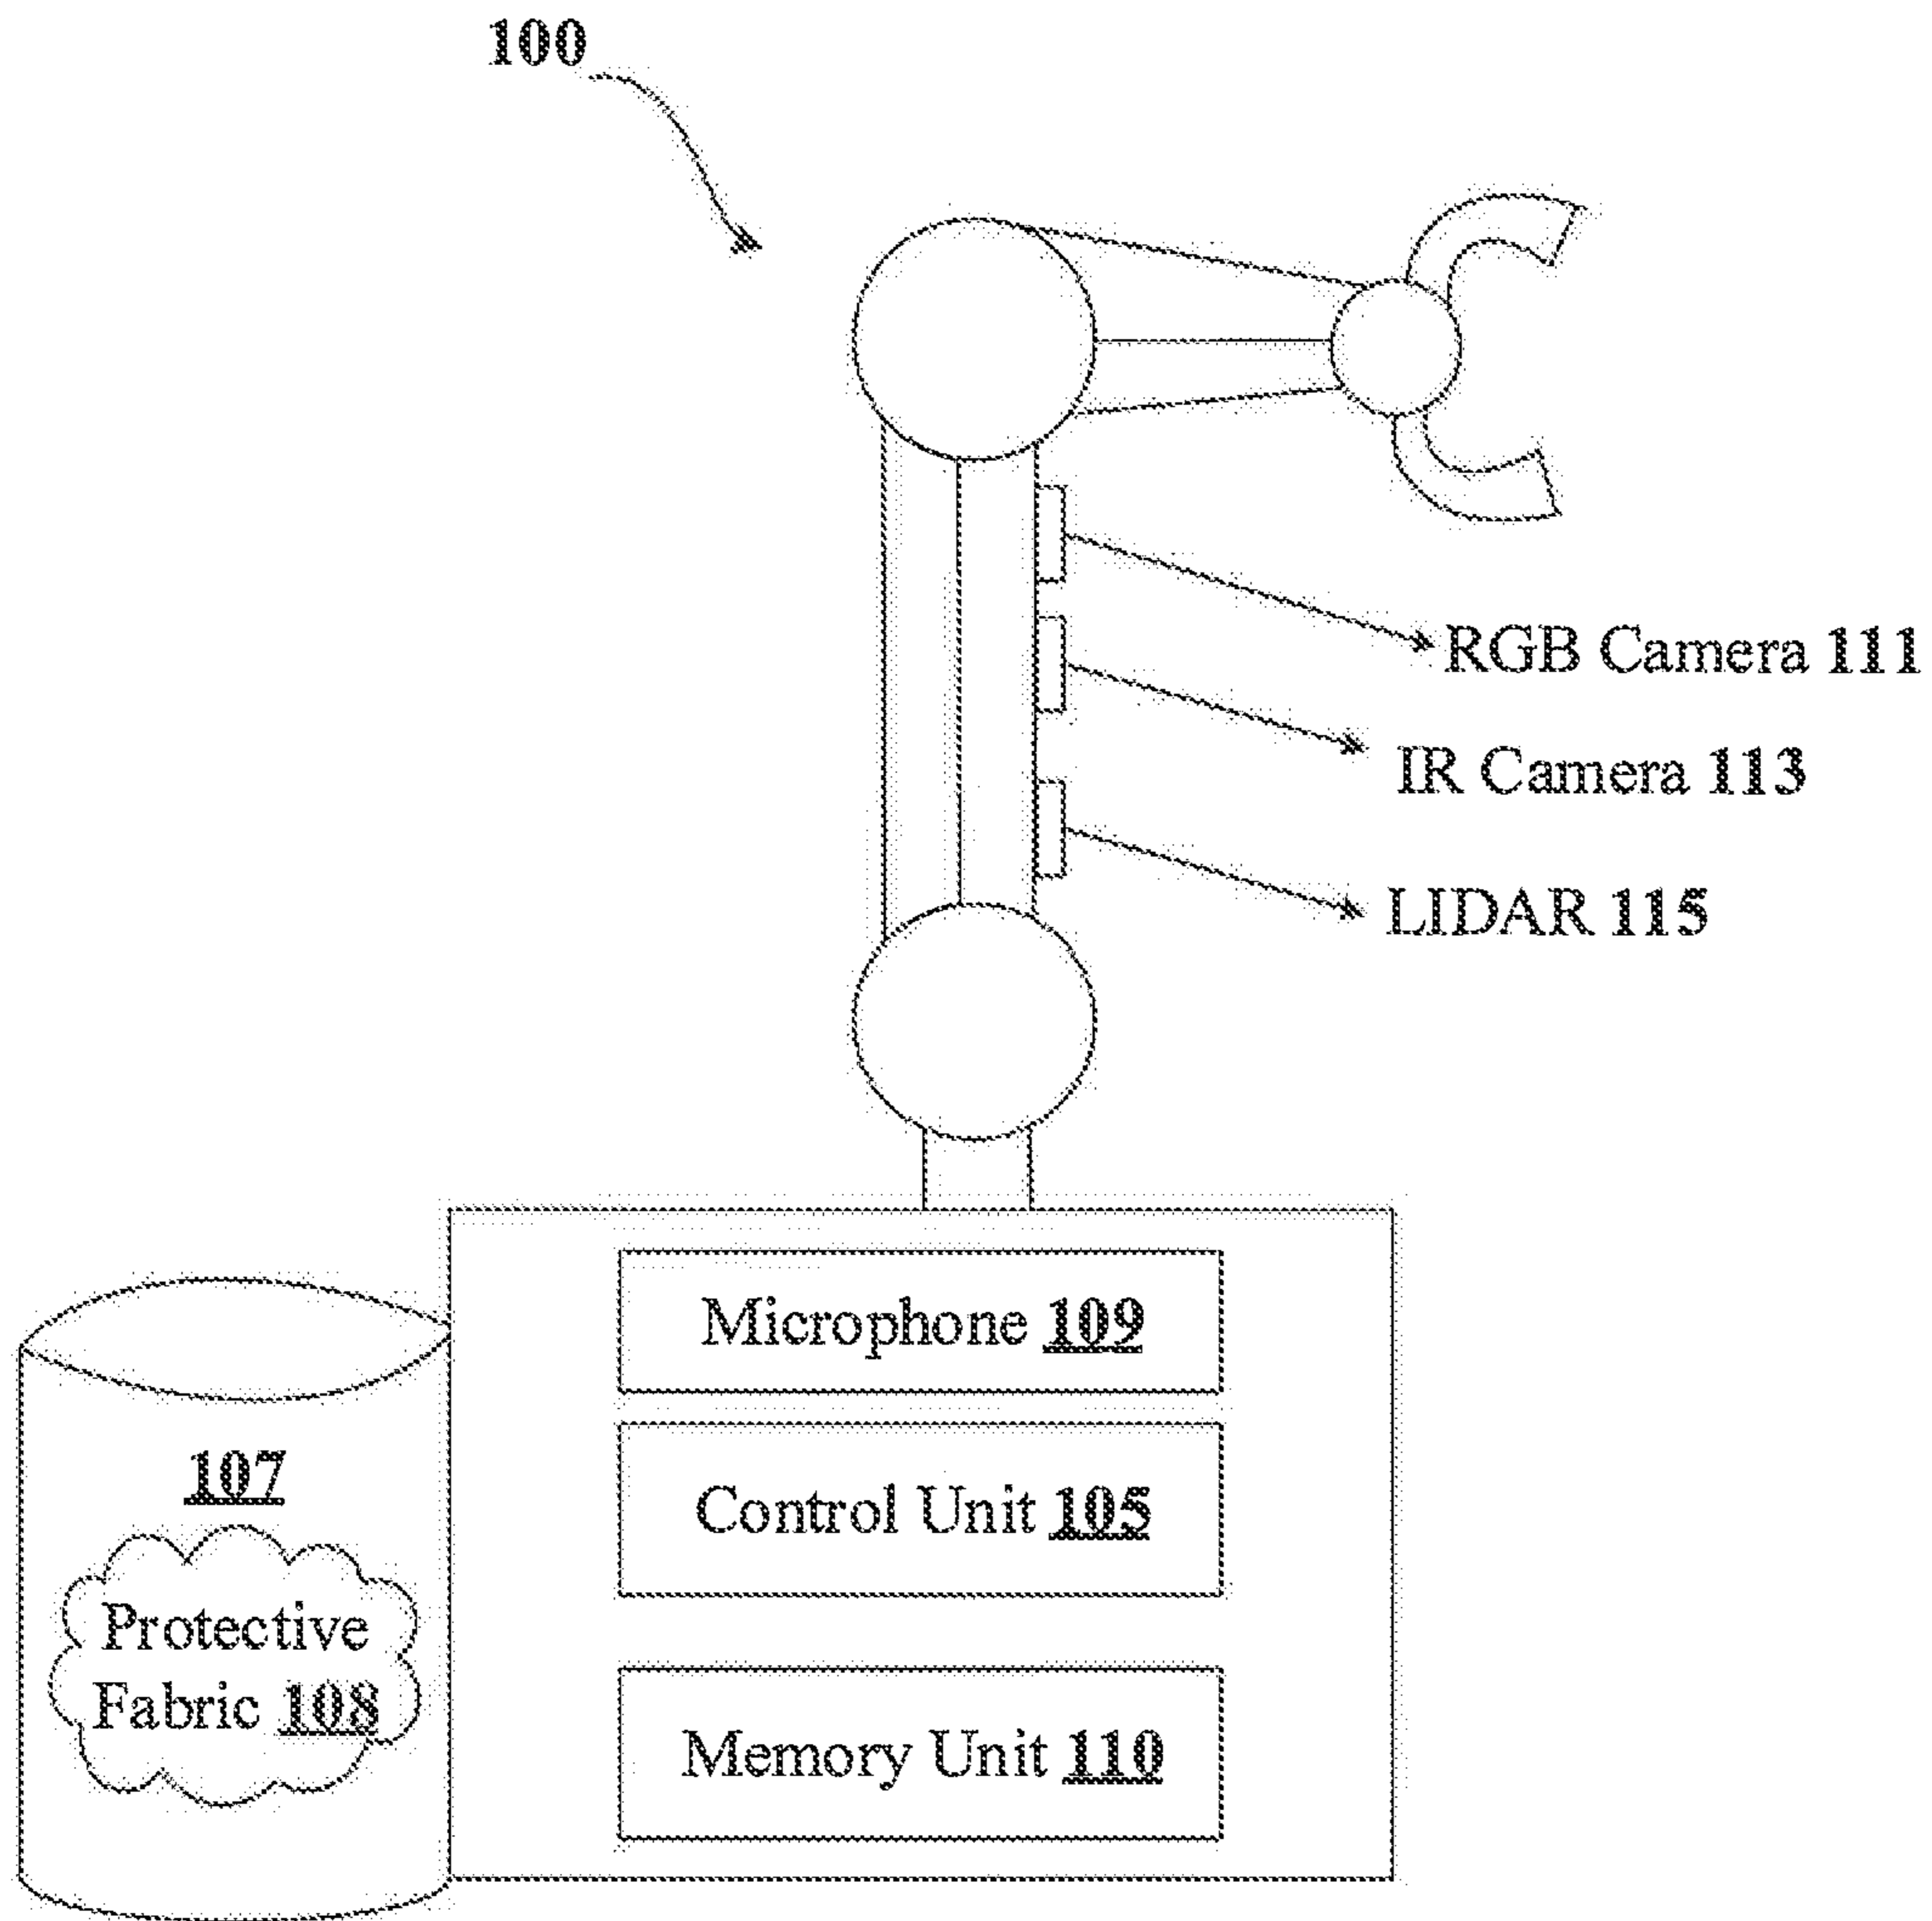 100
RGB Camera 111
IR Camera 113
LIDAR 115
Microphone 109
107
Control Unit 105
Protective
Fabric 108
Memory Unit 110